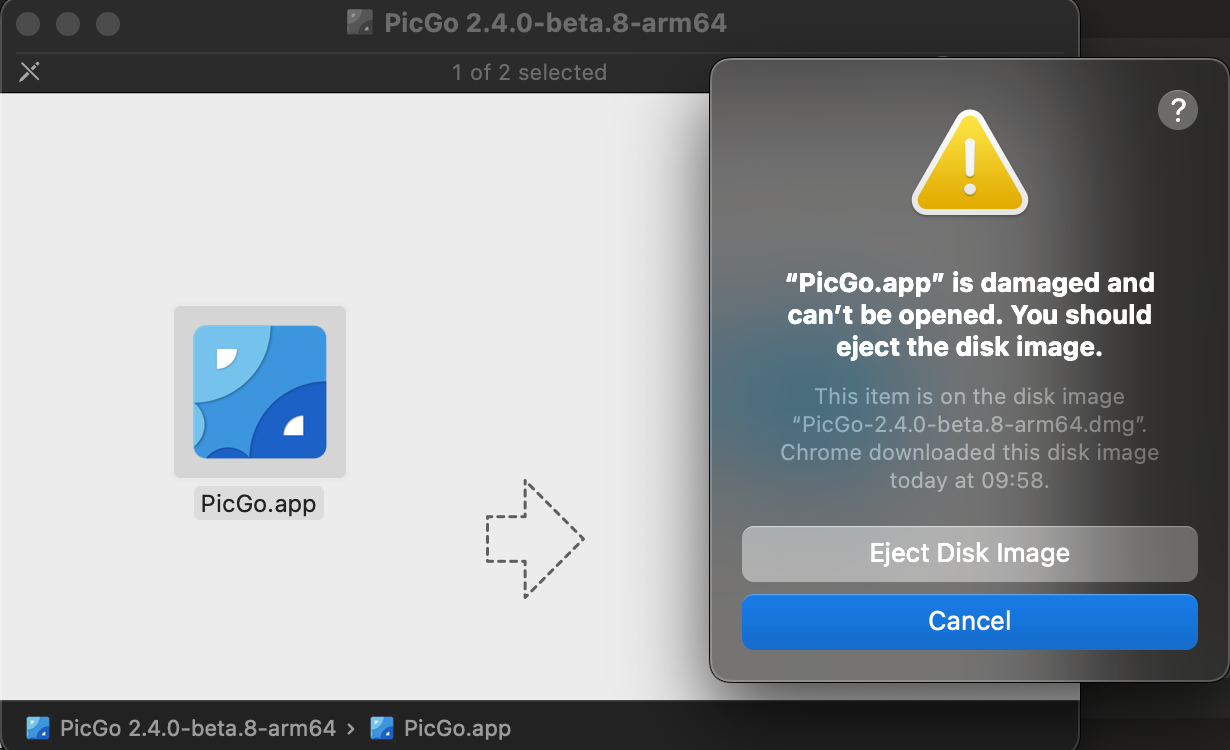 PicGo 2.4.0-beta.8-arm64
1 of 2 selected
?
“PicGo.app” is damaged and
can’t be opened. You should
eject the disk image.
This item is on the disk image
“PicGo-2.4.0-beta.8-arm64.dmg”.
Chrome downloaded this disk image
today at 09:58.
Eject Disk Image
Cancel
PicGo.app
PicGo 2.4.0-beta.8-arm64 › PicGo.app